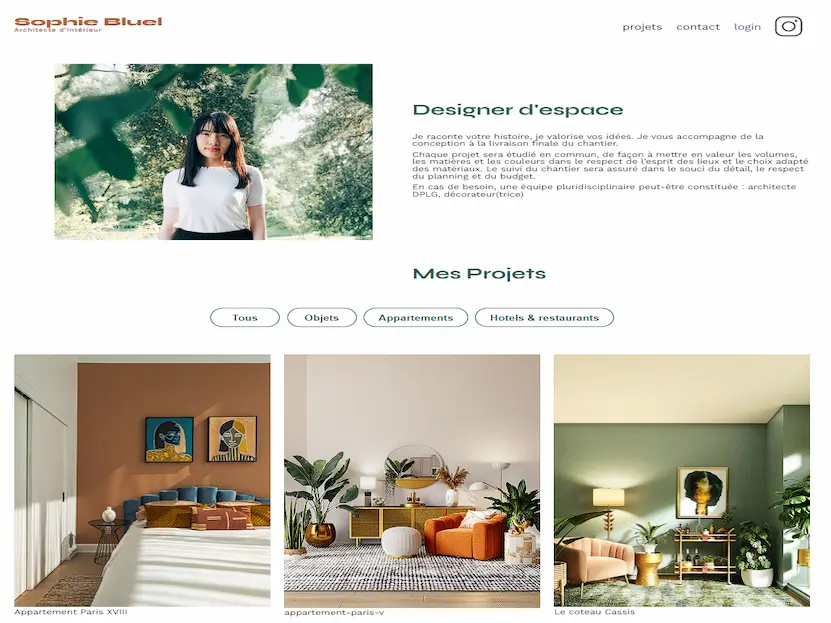 Sophie Bluel
Architecte d'intérieur
projets contact login
Designer d'espace
Je raconte votre histoire, je valorise vos idées. Je vous accompagne de la
conception à la livraison finale du chantier.
Chaque projet sera étudié en commun, de façon à mettre en valeur les volumes,
les matières et les couleurs dans le respect de l'esprit des lieux et le choix adapté
des matériaux. Le suivi du chantier sera assuré dans le souci du détail, le respect
du planning et du budget.
En cas de besoin, une équipe pluridisciplinaire peut-être constituée : architecte
DPLG, décorateur(trice)
Mes Projets
Tous Objets Appartements Hotels & restaurants
Appartement Paris XVIII
appartement-paris-v
Le coteau Cassis